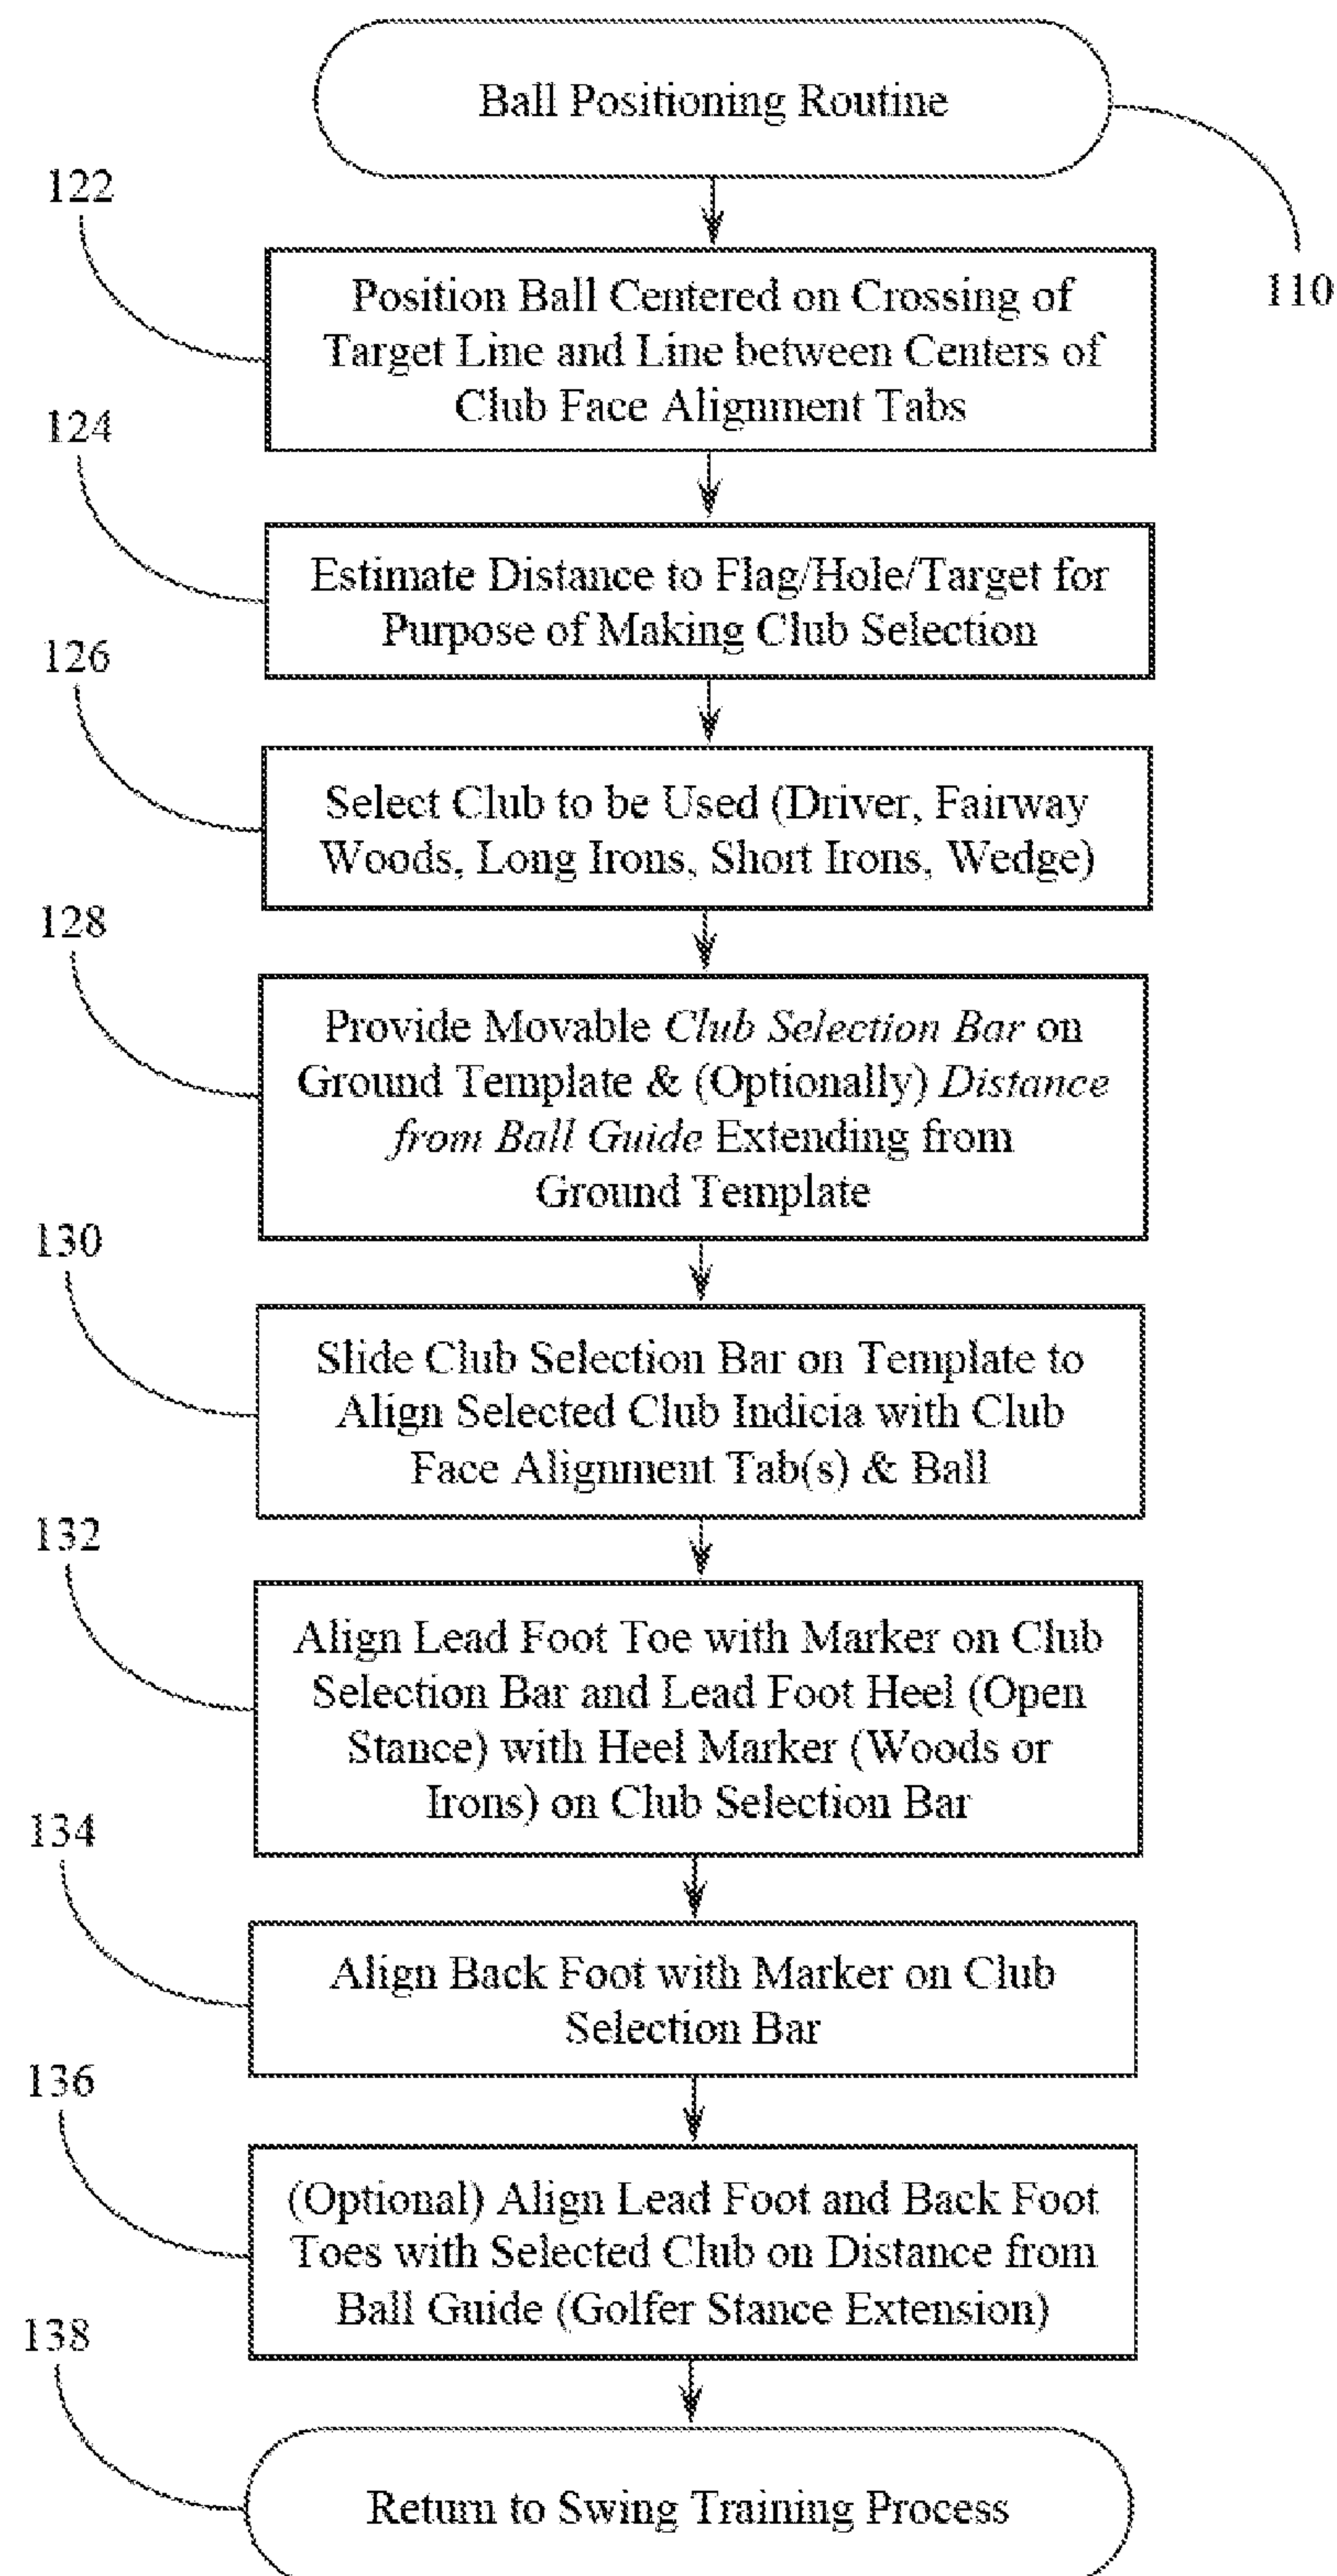 Ball Positioning Routine
110
122
Position Ball Centered on Crossing of
Target Line and Line between Centers of
Club Face Alignment Tabs
124
Estimate Distance to Flag/Hole/Target for
Purpose of Making Club Selection
126
Select Club to be Used (Driver, Fairway
Woods, Long Irons, Short Irons, Wedge)
128
Provide Movable Club Selection Bar on
Ground Template & (Optionally) Distance
from Ball Guide Extending from
Ground Template
130
Slide Club Selection Bar on Template to
Align Selected Club Indicia with Club
Face Alignment Tab(s) & Ball
132
Align Lead Foot Toe with Marker on Club
Selection Bar and Lead Foot Heel (Open
Stance) with Heel Marker (Woods or
Irons) on Club Selection Bar
134
Align Back Foot with Marker on Club
Selection Bar
136
(Optional) Align Lead Foot and Back Foot
Toes with Selected Club on Distance from
Ball Guide (Golfer Stance Extension)
138
Return to Swing Training Process